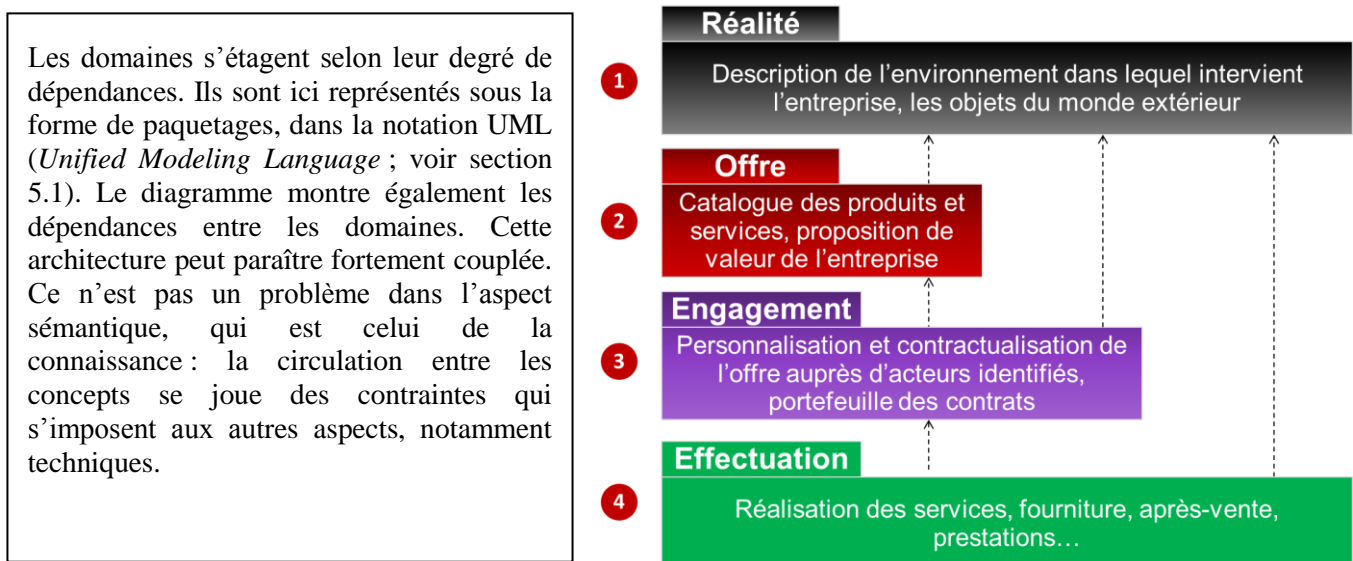 Les domaines s’étagent selon leur degré de
dépendances. Ils sont ici représentés sous la
forme de paquetages, dans la notation UML
(Unified Modeling Language ; voir section
5.1). Le diagramme montre également les
dépendances entre les domaines. Cette
architecture peut paraître fortement couplée.
Ce n’est pas un problème dans l’aspect
sémantique, qui est celui de la
connaissance : la circulation entre les
concepts se joue des contraintes qui
s’imposent aux autres aspects, notamment
techniques.
Réalité
1
Description de l’environnement dans lequel intervient
l’entreprise, les objets du monde extérieur
Offre
2
Catalogue des produits et
services, proposition de
valeur de l’entreprise
Engagement
3
Personnalisation et contractualisation de
l’offre auprès d’acteurs identifiés,
portefeuille des contrats
Effectuation
4
Réalisation des services, fourniture, après-vente,
prestations…